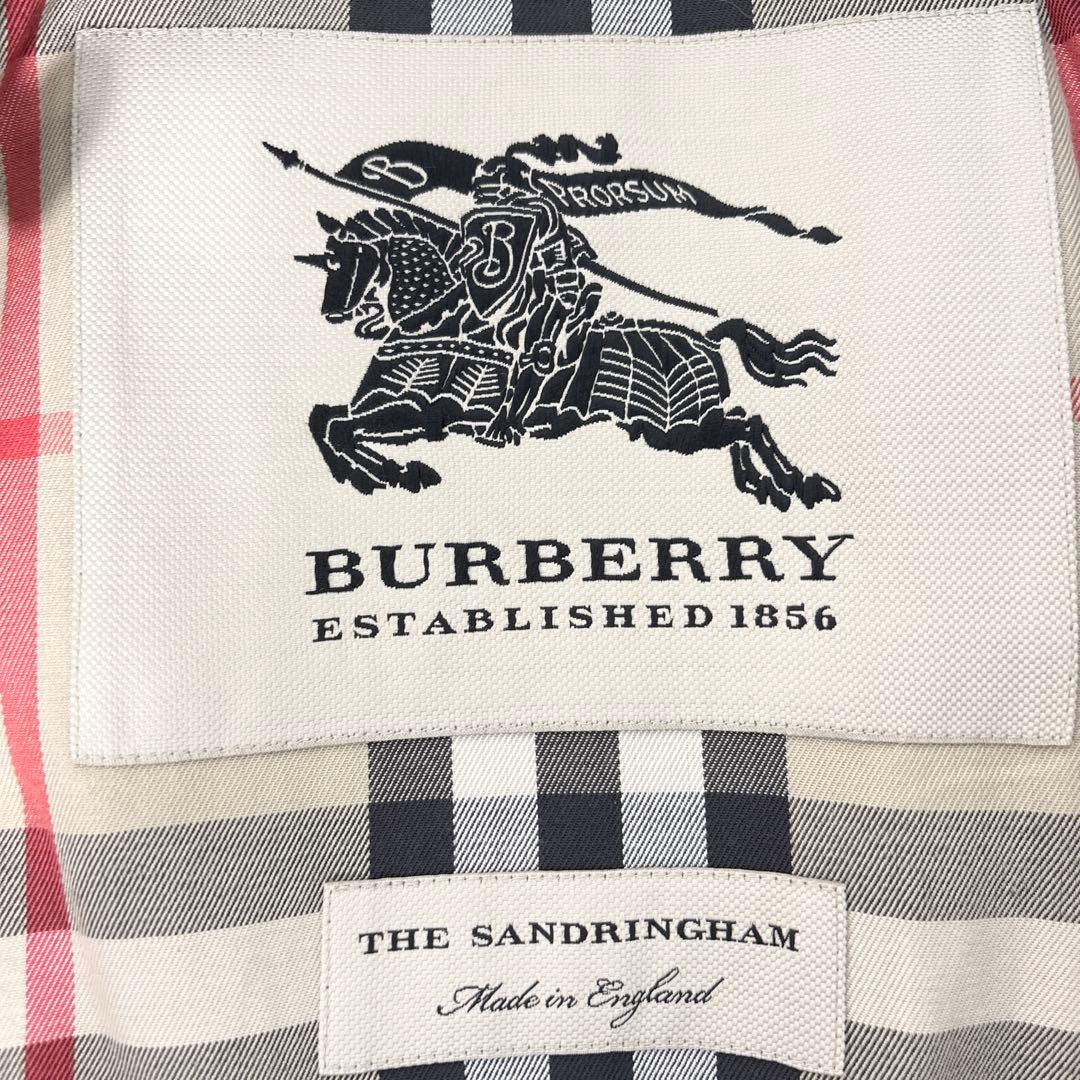 B
PRORSUM
B
BURBERRY
ESTABLISHED 1856
THE SANDRINGHAM
Made in England